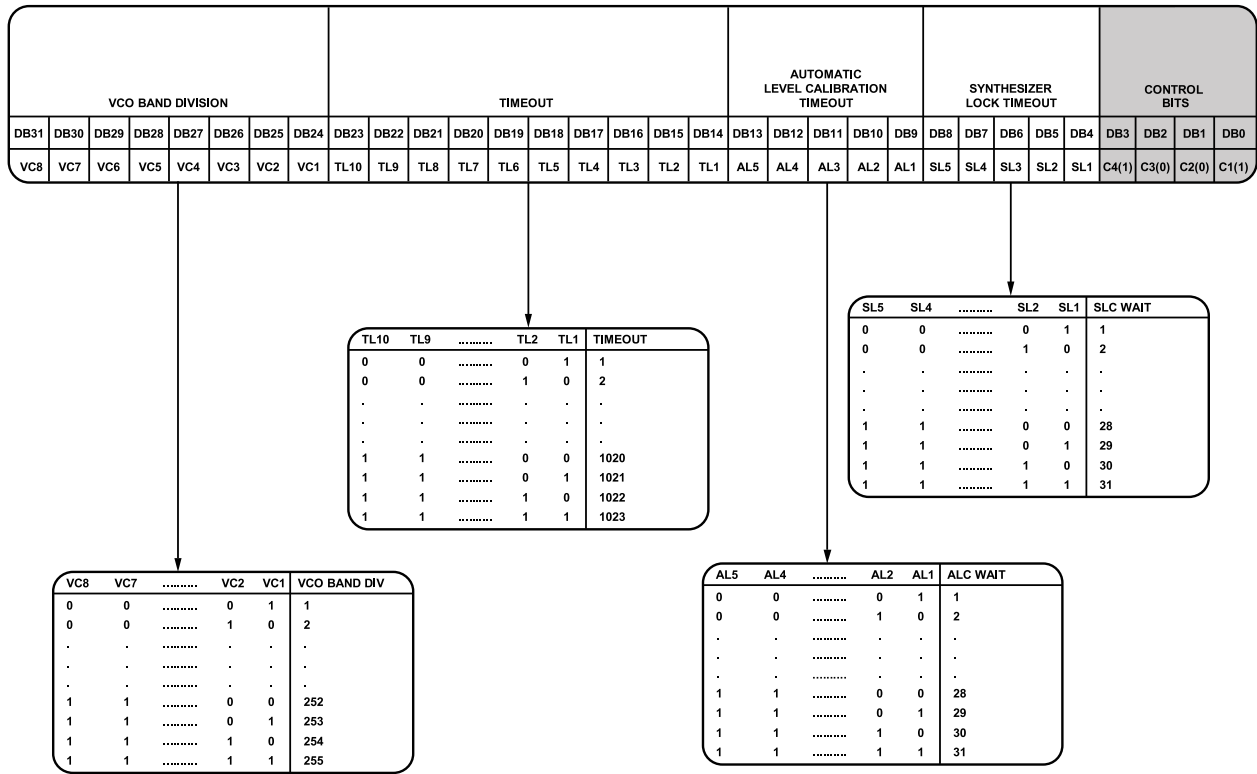 VCO BAND DIVISION TIMEOUT AUTOMATIC LEVEL CALIBRATION TIMEOUT SYNTHESIZER LOCK TIMEOUT CONTROL BITS
DB31 DB30 DB29 DB28 DB27 DB26 DB25 DB24 DB23 DB22 DB21 DB20 DB19 DB18 DB17 DB16 DB15 DB14 DB13 DB12 DB11 DB10 DB9 DB8 DB7 DB6 DB5 DB4 DB3 DB2 DB1 DB0
VC8 VC7 VC6 VC5 VC4 VC3 VC2 VC1 TL10 TL9 TL8 TL7 TL6 TL5 TL4 TL3 TL2 TL1 AL5 AL4 AL3 AL2 AL1 SL5 SL4 SL3 SL2 SL1 C4(1) C3(0) C2(0) C1(1)
SL5 SL4 .......... SL2 SL1 SLC WAIT
0 0 .......... 0 1 1
0 0 .......... 1 0 2
. . .......... . . .
. . .......... . . .
. . .......... . . .
1 1 .......... 0 0 28
1 1 .......... 0 1 29
1 1 .......... 1 0 30
1 1 .......... 1 1 31
TL10 TL9 .......... TL2 TL1 TIMEOUT
0 0 .......... 0 1 1
0 0 .......... 1 0 2
. . .......... . . .
. . .......... . . .
. . .......... . . .
1 1 .......... 0 0 1020
1 1 .......... 0 1 1021
1 1 .......... 1 0 1022
1 1 .......... 1 1 1023
AL5 AL4 .......... AL2 AL1 ALC WAIT
0 0 .......... 0 1 1
0 0 .......... 1 0 2
. . .......... . . .
. . .......... . . .
. . .......... . . .
1 1 .......... 0 0 28
1 1 .......... 0 1 29
1 1 .......... 1 0 30
1 1 .......... 1 1 31
VC8 VC7 .......... VC2 VC1 VCO BAND DIV
0 0 .......... 0 1 1
0 0 .......... 1 0 2
. . .......... . . .
. . .......... . . .
. . .......... . . .
1 1 .......... 0 0 252
1 1 .......... 0 1 253
1 1 .......... 1 0 254
1 1 .......... 1 1 255